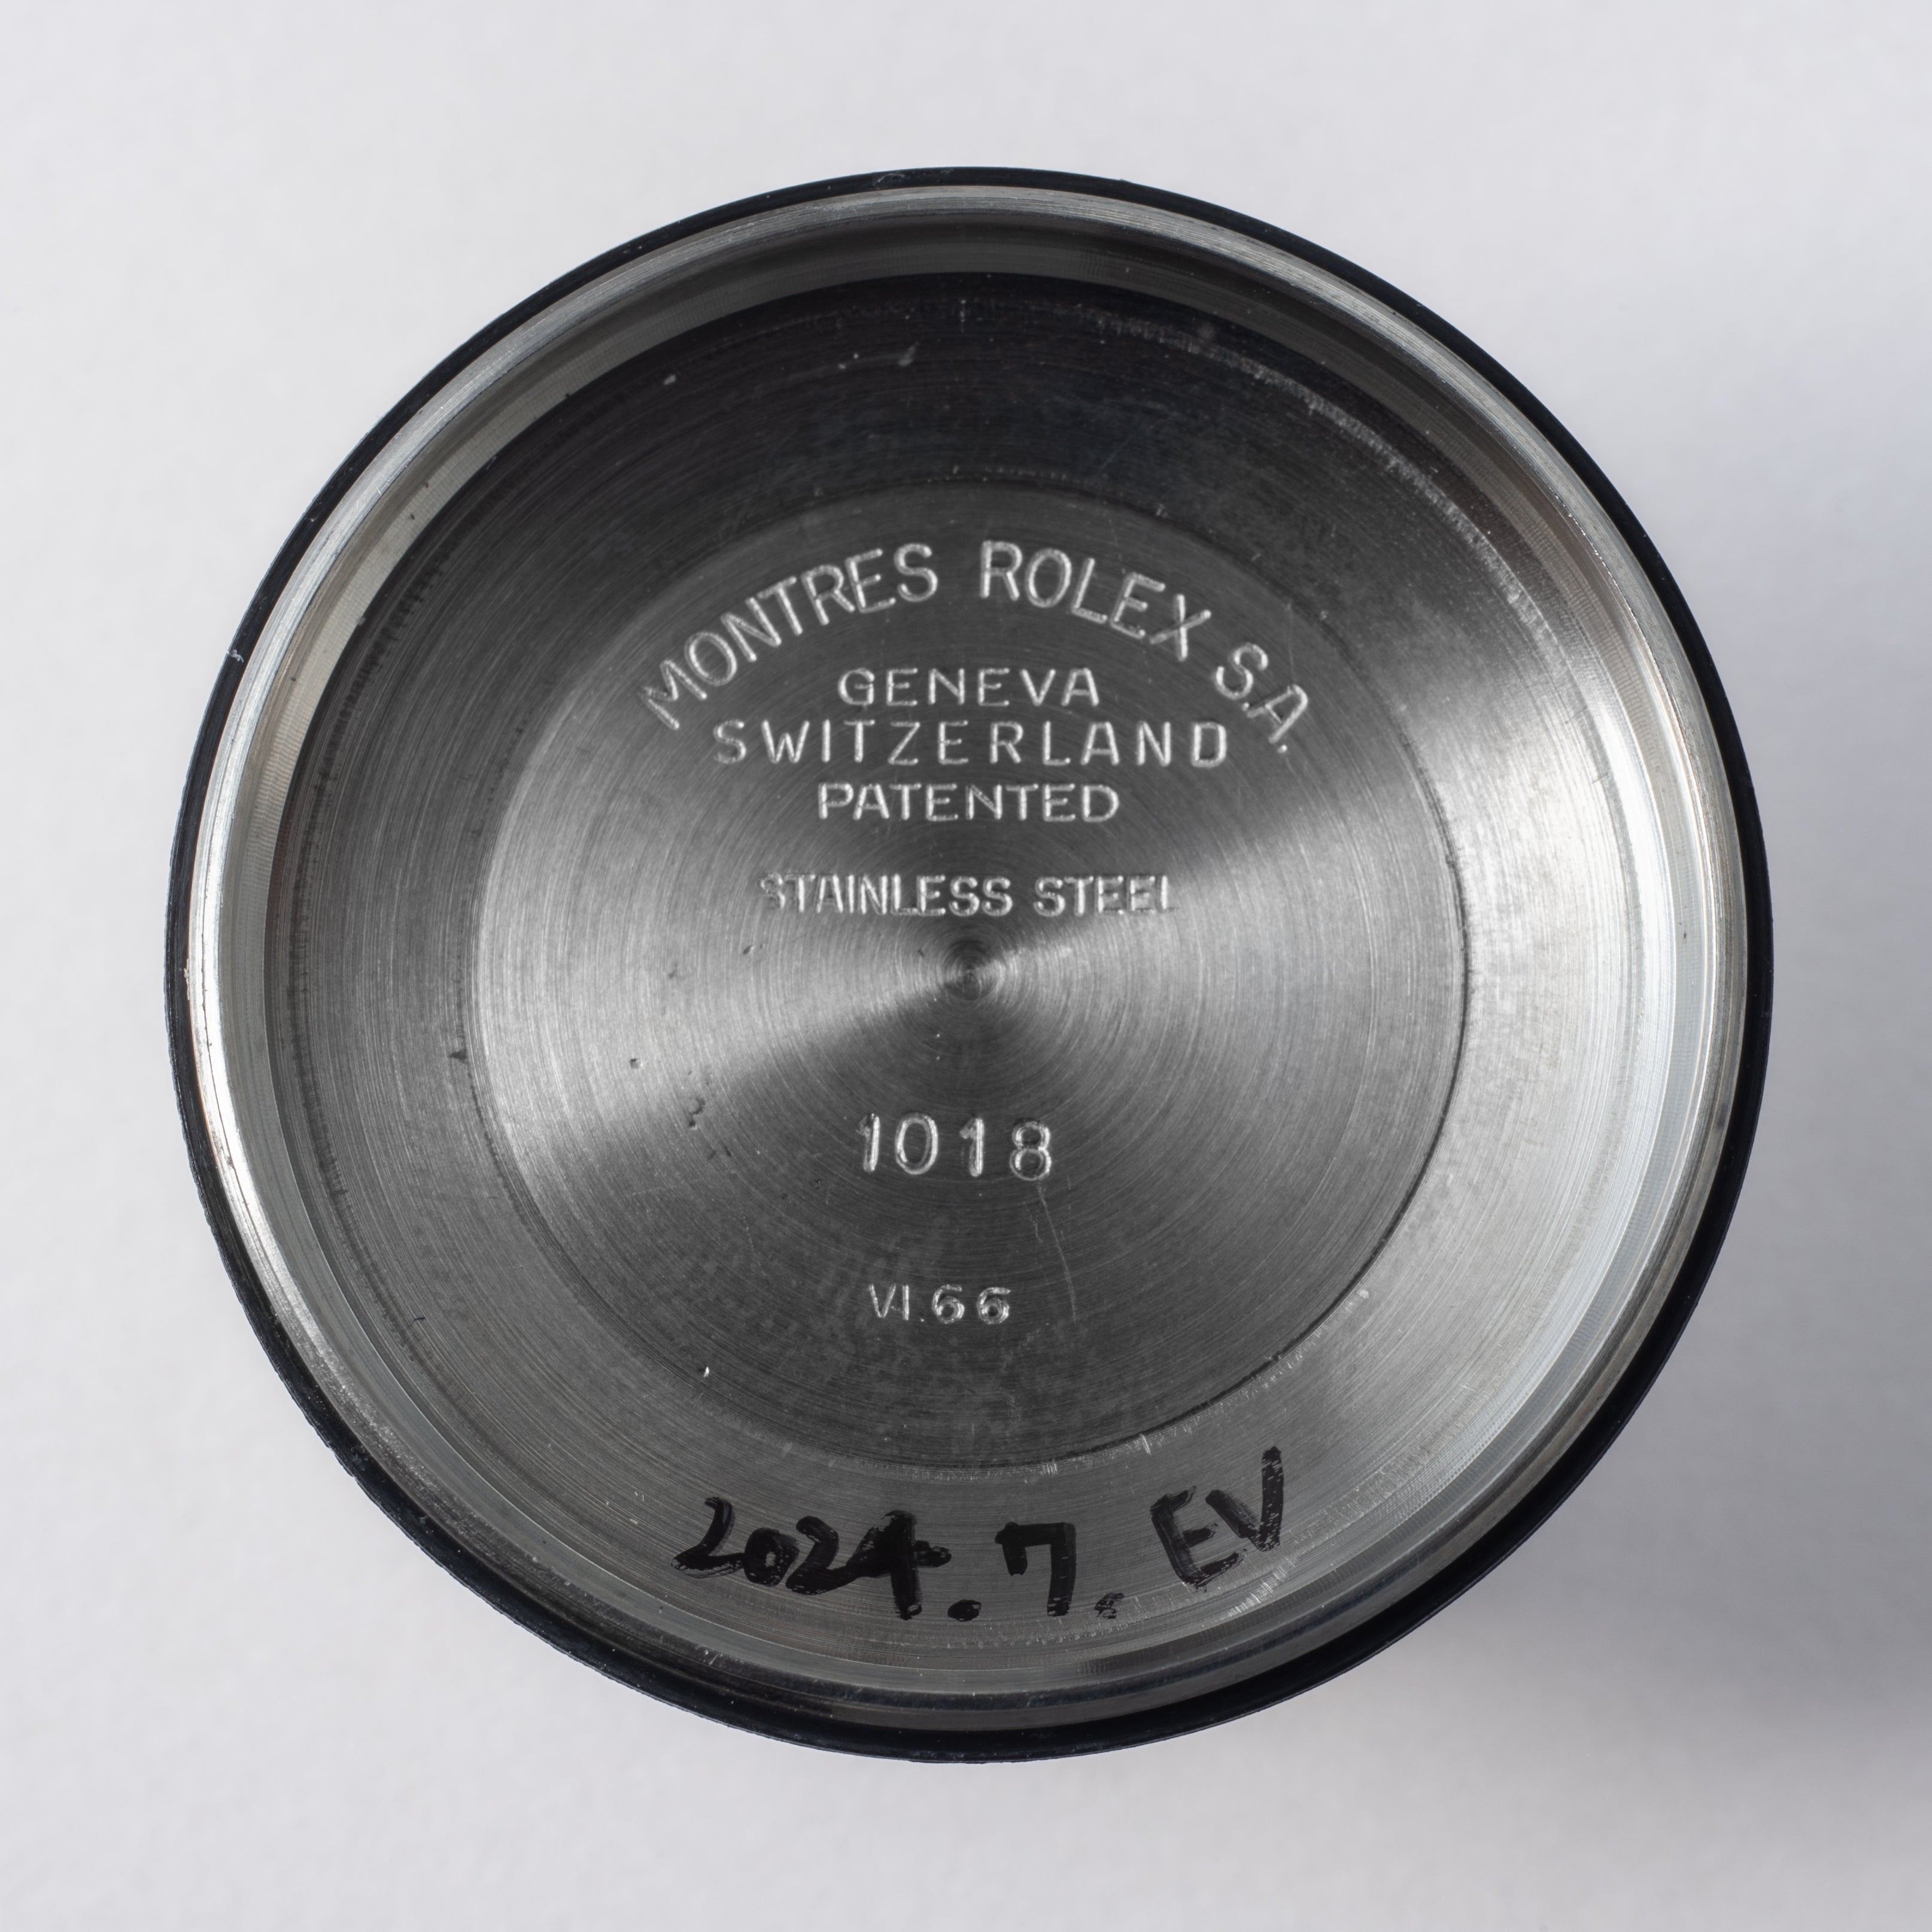 MONTRES ROLEX S.A.
GENEVA
SWITZERLAND
PATENTED
STAINLESS STEEL
1018
VI.66
2024.7. EV